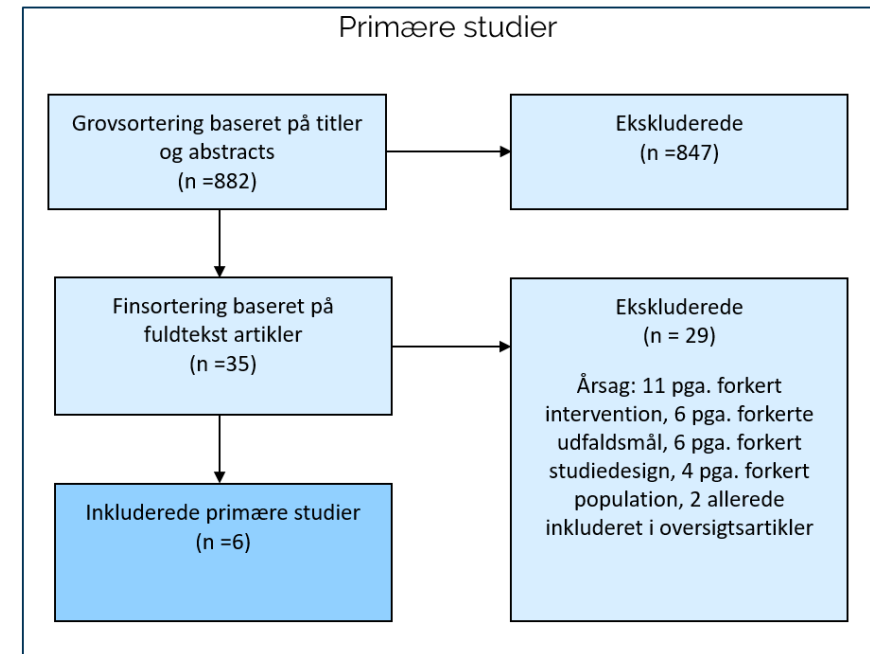 Primære studier
Grovsortering baseret på titler
og abstracts
(n =882)
Ekskluderede
(n =847)
Finsortering baseret på
fuldtekst artikler
(n =35)
Ekskluderede
(n = 29)
Årsag: 11 pga. forkert
intervention, 6 pga. forkerte
udfaldsmål, 6 pga. forkert
studiedesign, 4 pga. forkert
population, 2 allerede
inkluderet i oversigtsartikler
Inkluderede primære studier
(n =6)